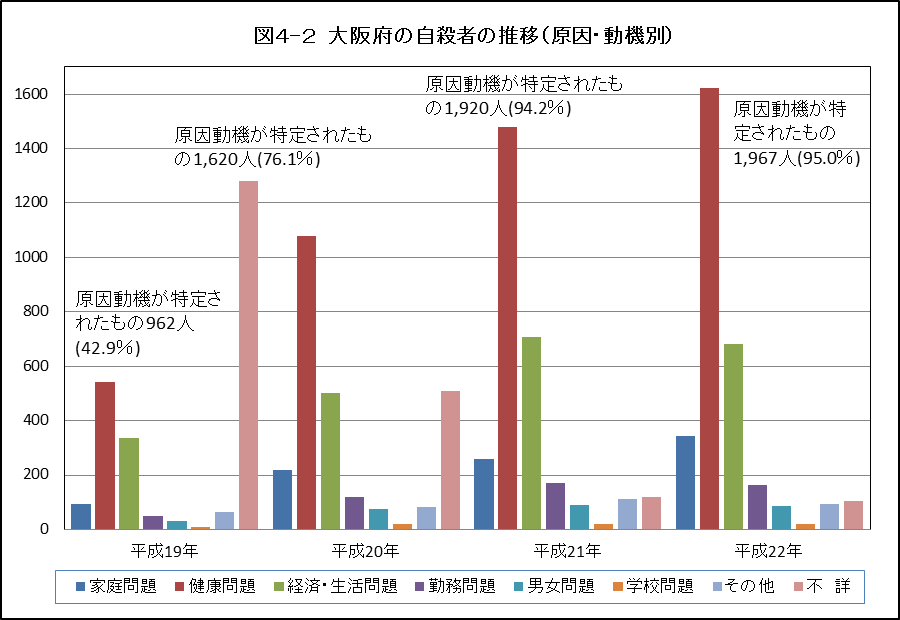 図4-2 大阪府の自殺者の推移(原因・動機別)
1600
1400
1200
1000
800
600
400
200
0
原因動機が特定さ
れたもの962人
(42.9%)
原因動機が特定されたも
の1,620人(76.1%)
原因動機が特定されたも
の1,920人(94.2%)
原因動機が特
定されたもの
1,967人(95.0%)
平成19年
平成20年
平成21年
平成22年
家庭問題 健康問題 経済・生活問題 勤務問題 男女問題 学校問題 その他 不 詳